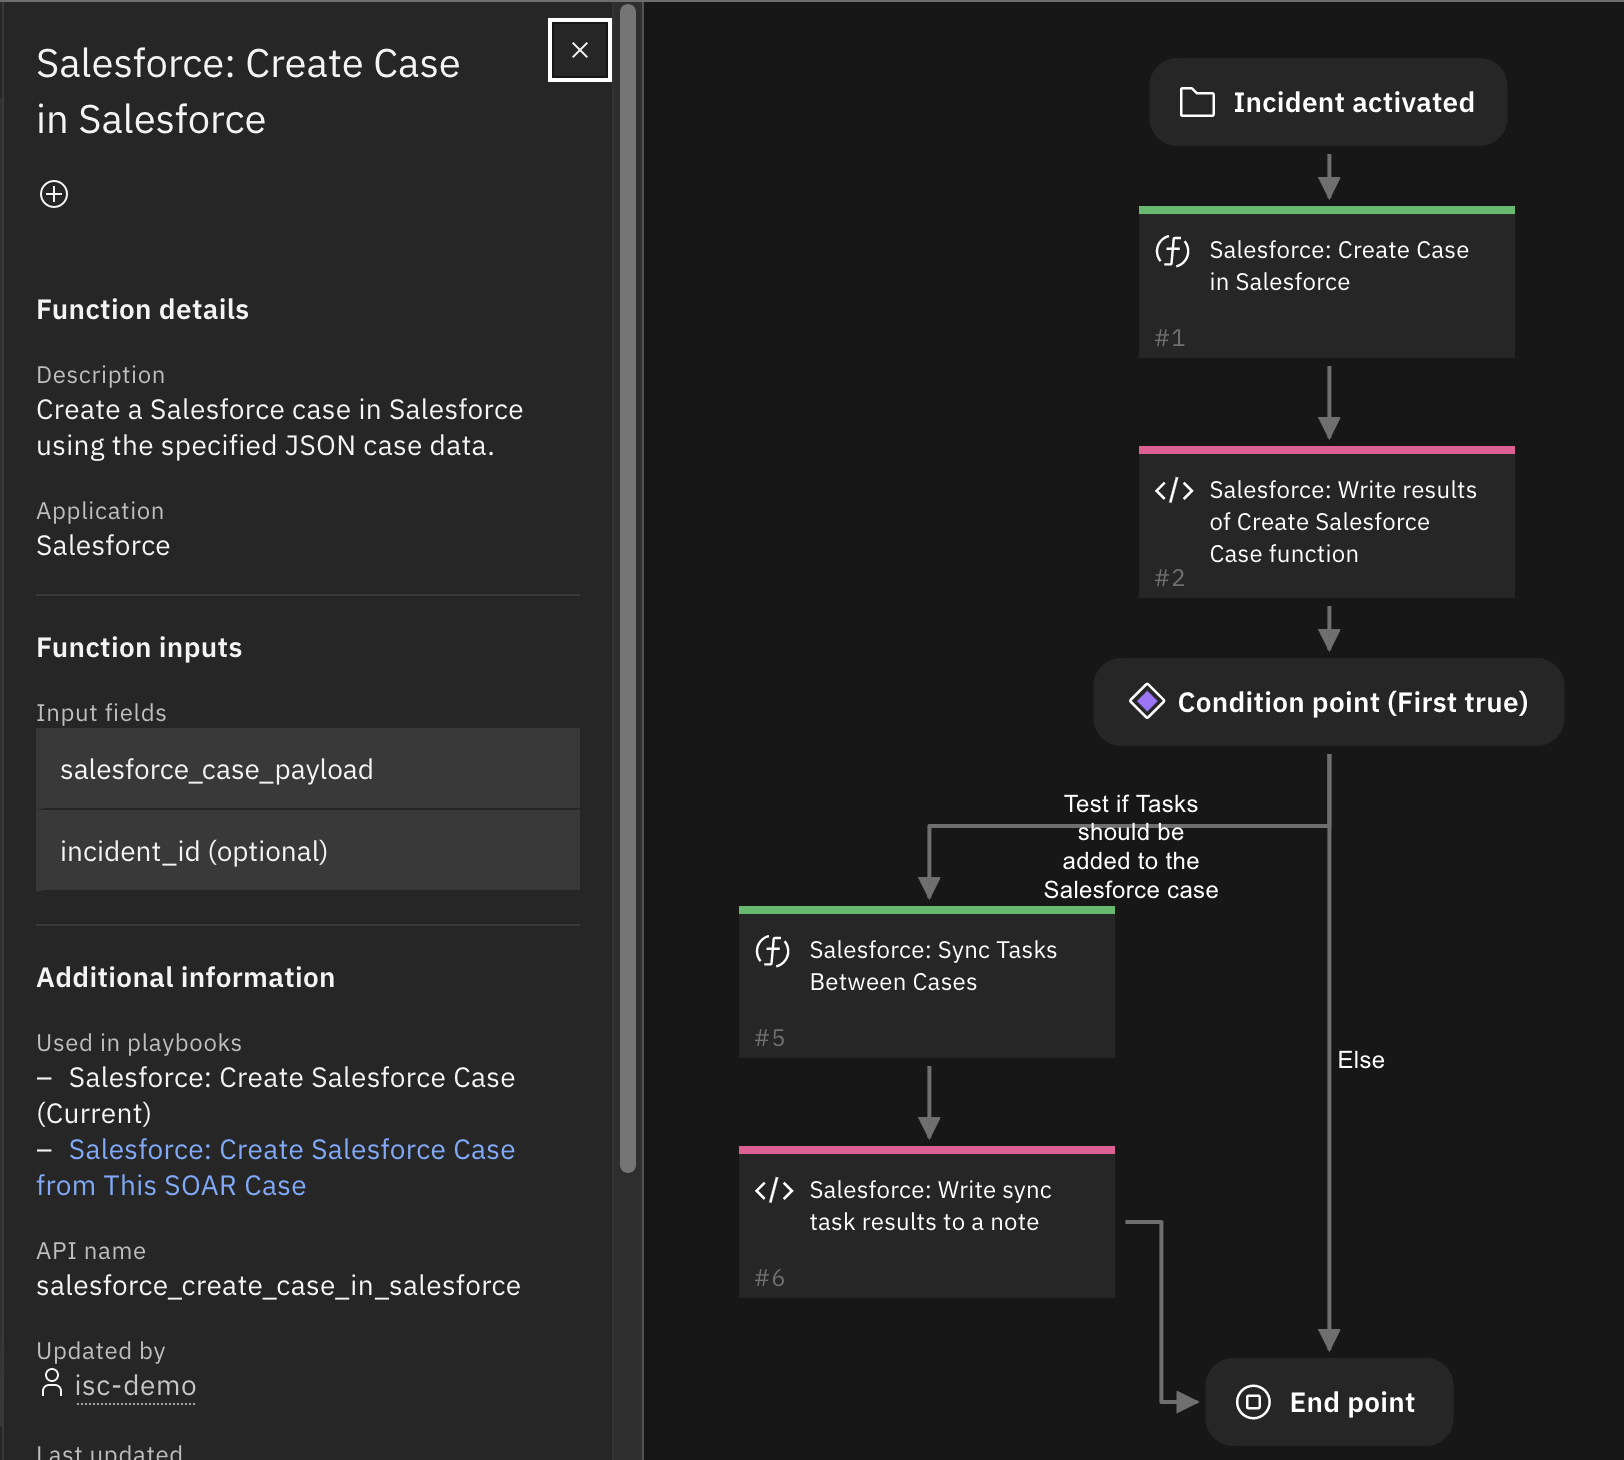 Salesforce: Create Case
in Salesforce
Function details
Description
Create a Salesforce case in Salesforce
using the specified JSON case data.
Application
Salesforce
Function inputs
Input fields
salesforce_case_payload
incident_id (optional)
Additional information
Used in playbooks
– Salesforce: Create Salesforce Case
(Current)
– Salesforce: Create Salesforce Case
from This SOAR Case
API name
salesforce_create_case_in_salesforce
Updated by
isc-demo
Last updated
Incident activated
Salesforce: Create Case
in Salesforce
#1
Salesforce: Write results
of Create Salesforce
Case function
#2
Condition point (First true)
Test if Tasks
should be
added to the
Salesforce case
Salesforce: Sync Tasks
Between Cases
#5
Else
Salesforce: Write sync
task results to a note
#6
End point